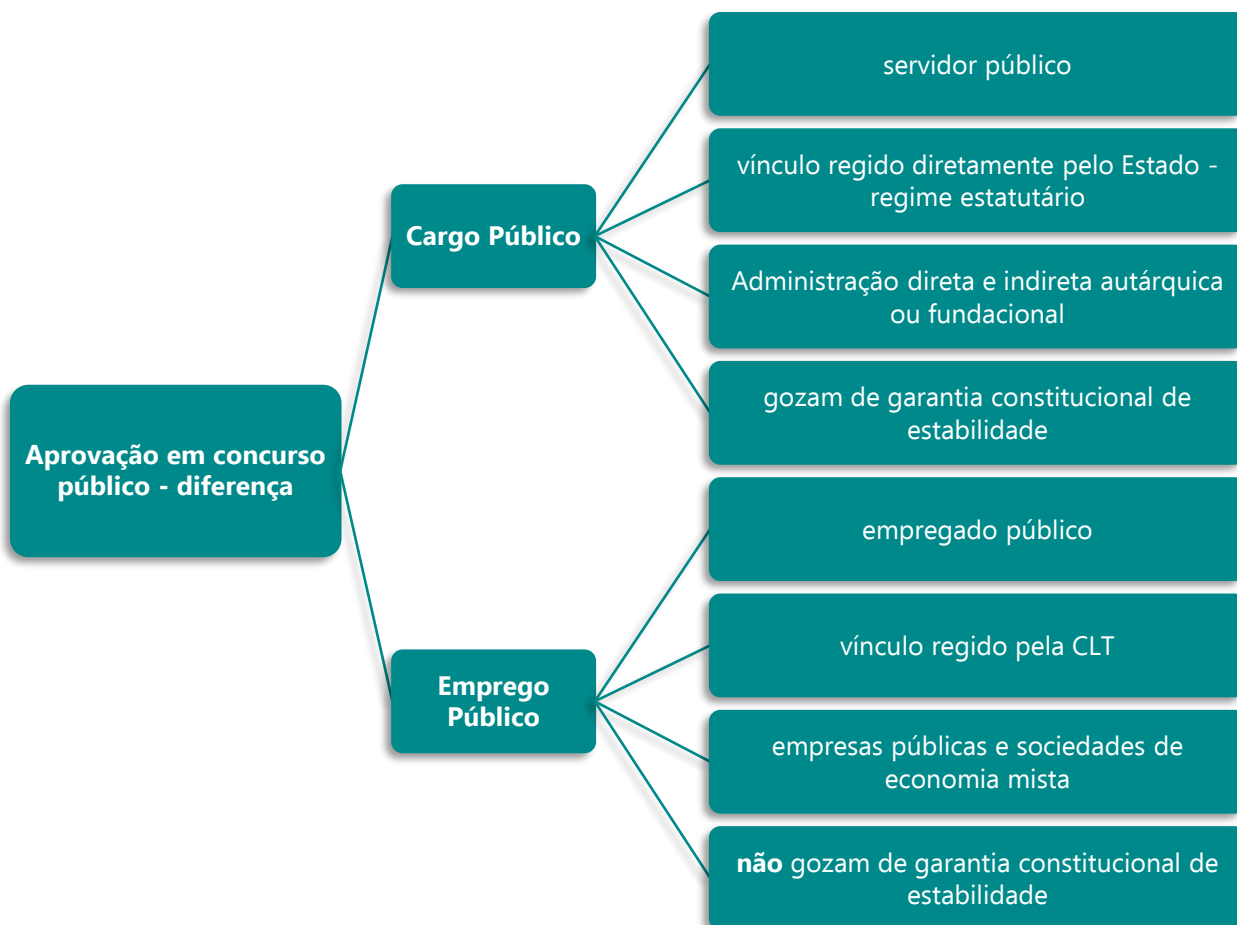 Aprovação em concurso
público - diferença
Cargo Público
servidor público
vínculo regido diretamente pelo Estado -
regime estatutário
Administração direta e indireta autárquica
ou fundacional
gozam de garantia constitucional de
estabilidade
Emprego
Público
empregado público
vínculo regido pela CLT
empresas públicas e sociedades de
economia mista
não gozam de garantia constitucional de
estabilidade